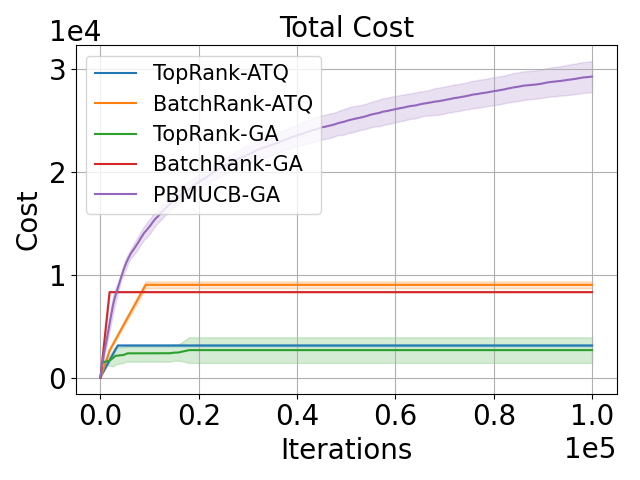 Total Cost
1e4
3
2
1
0
Cost
TopRank-ATQ
BatchRank-ATQ
TopRank-GA
BatchRank-GA
PBMUCB-GA
0.0 0.2 0.4 0.6 0.8 1.0
Iterations
1e5